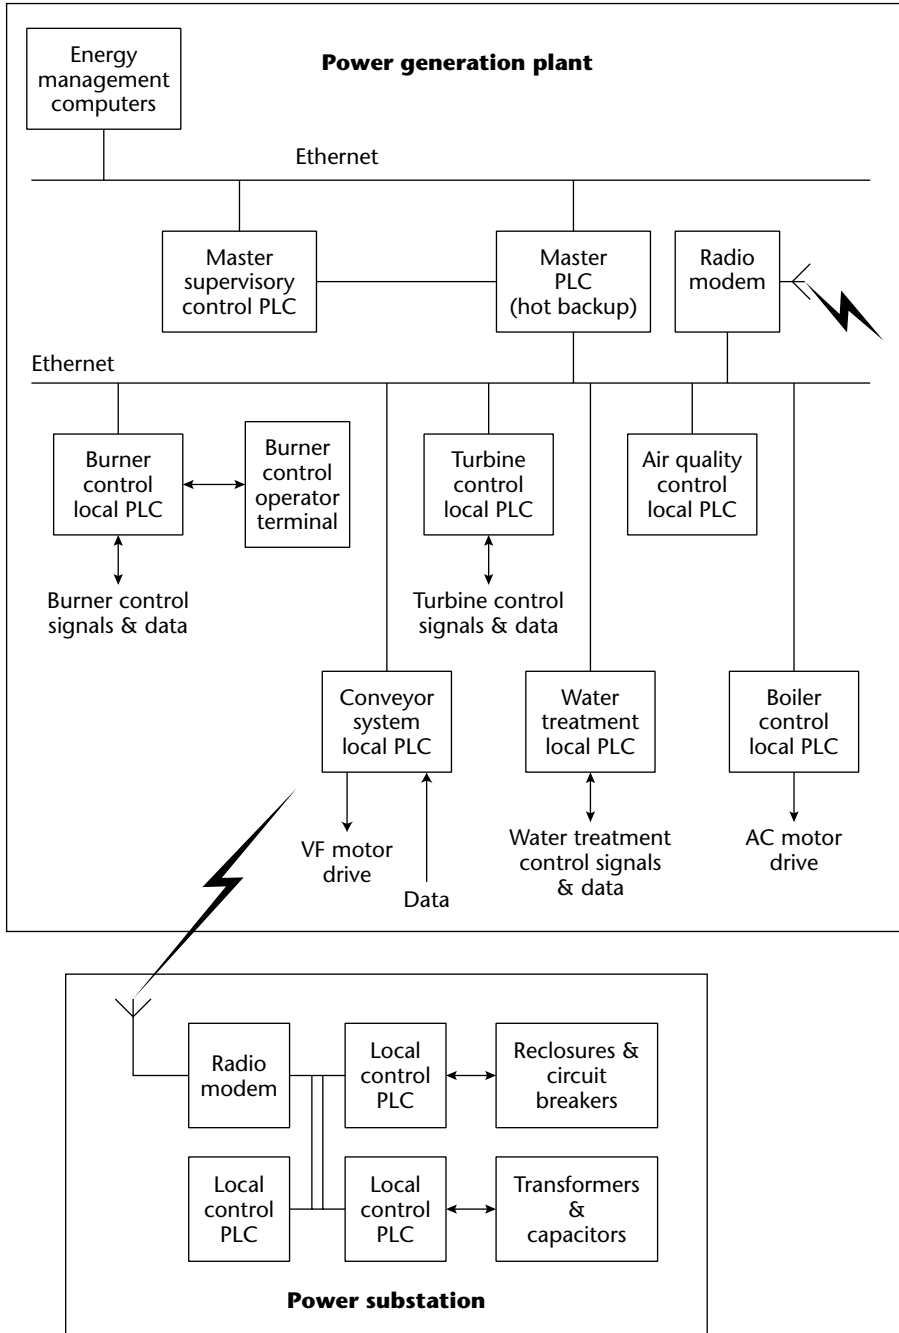 Energy
management
computers
Power generation plant
Ethernet
Master
supervisory
control PLC
Master
PLC
(hot backup)
Radio
modem
Ethernet
Burner
control
local PLC
Burner
control
operator
terminal
Turbine
control
local PLC
Air quality
control
local PLC
Burner control
signals & data
Turbine control
signals & data
Conveyor
system
local PLC
Water
treatment
local PLC
Boiler
control
local PLC
VF motor
drive
Data
Water treatment
control signals
& data
AC motor
drive
Radio
modem
Local
control
PLC
Reclosures &
circuit
breakers
Local
control
PLC
Local
control
PLC
Transformers
&
capacitors
Power substation